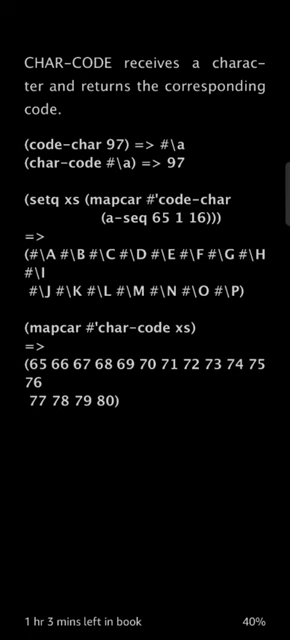 CHAR-CODE receives a charac-
ter and returns the corresponding
code.
(code-char 97) => #\a
(char-code #\a) => 97
(setq xs (mapcar #'code-char
(a-seq 65 1 16)))
=>
(#\A #\B #\C #\D #\E #\F #\G #\H
#\I
#\J #\K #\L #\M #\N #\O #\P)
(mapcar #'char-code xs)
=>
(65 66 67 68 69 70 71 72 73 74 75
76
77 78 79 80)
1 hr 3 mins left in book 40%